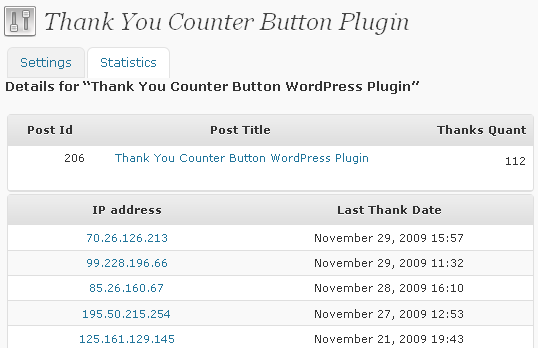 Thank You Counter Button Plugin
Settings Statistics
Details for “Thank You Counter Button WordPress Plugin”
Post Id Post Title Thanks Quant
206 Thank You Counter Button WordPress Plugin 112
IP address Last Thank Date
70.26.126.213 November 29, 2009 15:57
99.228.196.66 November 29, 2009 11:32
85.26.160.67 November 28, 2009 16:10
195.50.215.254 November 27, 2009 12:53
125.161.129.145 November 21, 2009 19:43